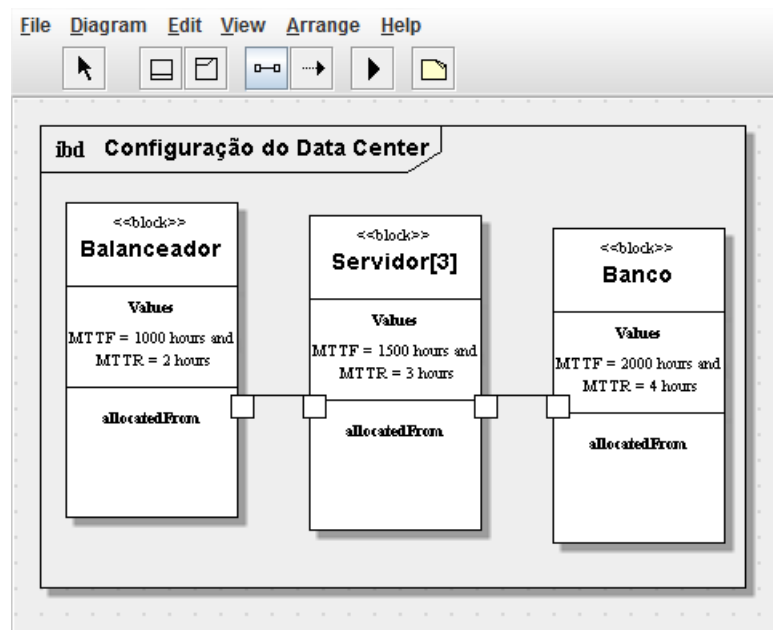 File Diagram Edit View Arrange Help
ibd Configuração do Data Center
<<block>>
Balanceador
Values
MTTF = 1000 hours and
MTTR = 2 hours
allocatedFrom
<<block>>
Servidor[3]
Values
MTTF = 1500 hours and
MTTR = 3 hours
allocatedFrom
<<block>>
Banco
Values
MTTF = 2000 hours and
MTTR = 4 hours
allocatedFrom